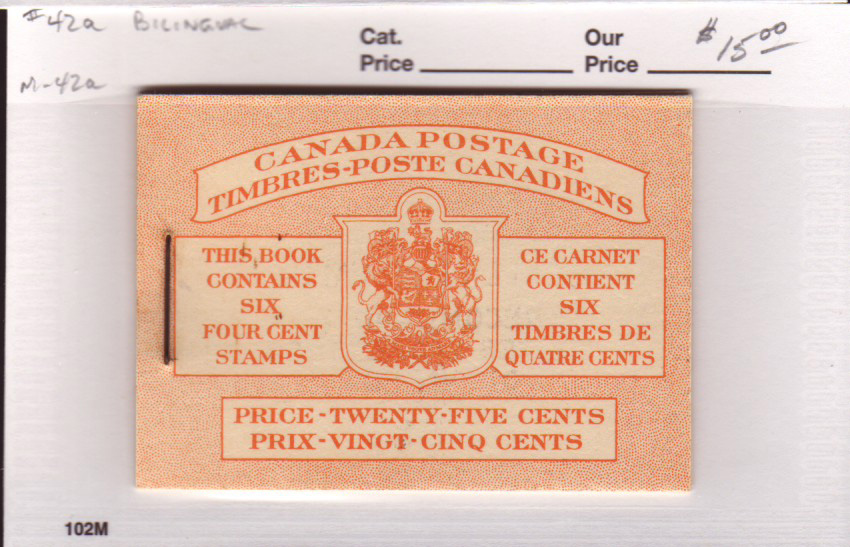 #42a BILINGUAL
M-42a
Cat. Price
Our Price $15.00
CANADA POSTAGE
TIMBRES-POSTE CANADIENS
THIS BOOK
CONTAINS
SIX
FOUR CENT
STAMPS
CE CARNET
CONTIENT
SIX
TIMBRES DE
QUATRE CENTS
PRICE-TWENTY-FIVE CENTS
PRIX-VINGT-CINQ CENTS
102M